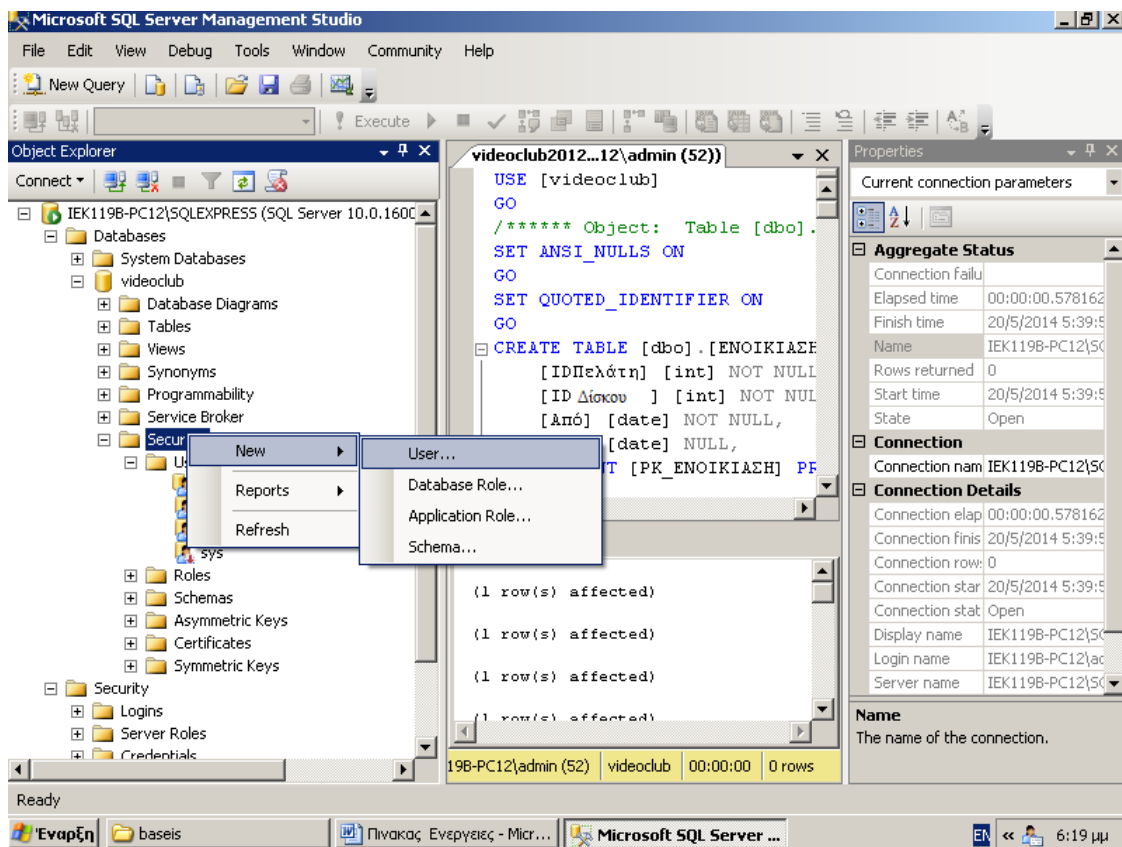 Microsoft SQL Server Management Studio
File Edit View Debug Tools Window Community Help
New Query
Execute
Object Explorer
Connect
IEK119B-PC12\SQLEXPRESS (SQL Server 10.0.1600
Databases
System Databases
videoclub
Database Diagrams
Tables
Views
Synonyms
Programmability
Service Broker
Secur
U
sys
Roles
Schemas
Asymmetric Keys
Certificates
Symmetric Keys
Security
Logins
Server Roles
Credentials
New
Reports
Refresh
User...
Database Role...
Application Role...
Schema...
videoclub2012...12\admin (52))
USE [videoclub]
GO
/****** Object: Table [dbo].
SET ANSI_NULLS ON
GO
SET QUOTED_IDENTIFIER ON
GO
CREATE TABLE [dbo].[ΕΝΟΙΚΙΑΣΗ
[IDΠελάτη] [int] NOT NULL
[ID Δίσκου ] [int] NOT NUL
[Από] [date] NOT NULL,
[date] NULL,
NT [PK_ΕΝΟΙΚΙΑΣΗ] PR
(1 row(s) affected)
(1 row(s) affected)
(1 row(s) affected)
(1 row(s) affected)
19B-PC12\admin (52) videoclub 00:00:00 0 rows
Properties
Current connection parameters
Aggregate Status
Connection failu
Elapsed time 00:00:00.578162
Finish time 20/5/2014 5:39:5
Name IEK119B-PC12\SQ
Rows returned 0
Start time 20/5/2014 5:39:5
State Open
Connection
Connection nam IEK119B-PC12\SQ
Connection Details
Connection elap 00:00:00.578162
Connection finis 20/5/2014 5:39:5
Connection rows 0
Connection star 20/5/2014 5:39:5
Connection stat Open
Display name IEK119B-PC12\SQ
Login name IEK119B-PC12\ad
Server name IEK119B-PC12\SQ
Name
The name of the connection.
Ready
Έναρξη
baseis
Πινακας Ενεργειες - Micr...
Microsoft SQL Server ...
EN
6:19 μμ